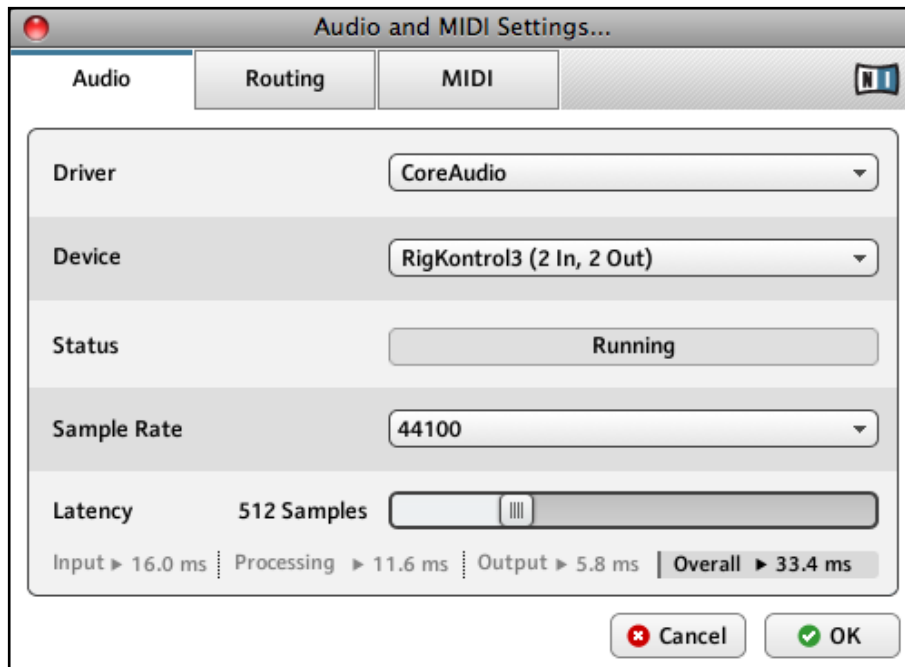 Audio and MIDI Settings...
Audio Routing MIDI NI
Driver CoreAudio
Device RigKontrol3 (2 In, 2 Out)
Status Running
Sample Rate 44100
Latency 512 Samples
Input ▸ 16.0 ms Processing ▸ 11.6 ms Output ▸ 5.8 ms Overall ▸ 33.4 ms
Cancel OK